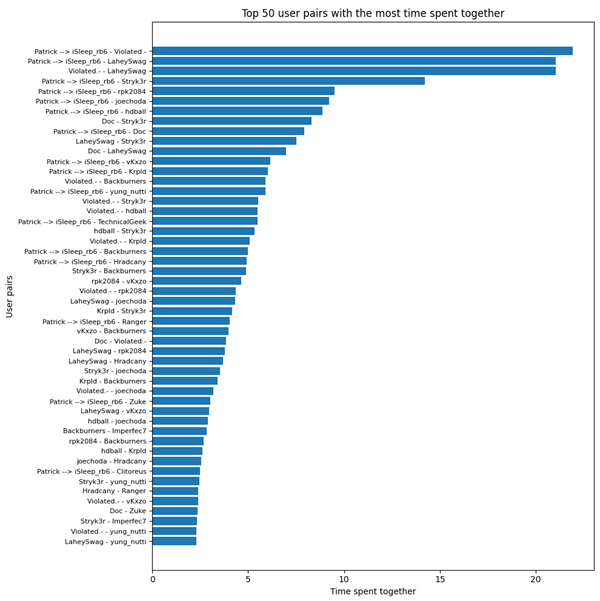 Top 50 user pairs with the most time spent together
Patrick --> iSleep_rb6 - Violated.-
Patrick --> iSleep_rb6 - LaheySwag
Violated.- - LaheySwag
Patrick --> iSleep_rb6 - Stryk3r
Patrick --> iSleep_rb6 - rpk2084
Patrick --> iSleep_rb6 - joechoda
Patrick --> iSleep_rb6 - hdball
Doc - Stryk3r
Patrick --> iSleep_rb6 - Doc
LaheySwag - Stryk3r
Doc - LaheySwag
Patrick --> iSleep_rb6 - vKxzo
Patrick --> iSleep_rb6 - Krpld
Violated.- - Backburners
Patrick --> iSleep_rb6 - yung_nutti
Violated.- - Stryk3r
Violated.- - hdball
Patrick --> iSleep_rb6 - TechnicalGeek
hdball - Stryk3r
Violated.- - Krpld
Patrick --> iSleep_rb6 - Backburners
Patrick --> iSleep_rb6 - Hradcany
Stryk3r - Backburners
rpk2084 - vKxzo
Violated.- - rpk2084
LaheySwag - joechoda
Krpld - Stryk3r
Patrick --> iSleep_rb6 - Ranger
vKxzo - Backburners
Doc - Violated.-
LaheySwag - rpk2084
LaheySwag - Hradcany
Stryk3r - joechoda
Krpld - Backburners
Violated.- - joechoda
Patrick --> iSleep_rb6 - Zuke
LaheySwag - vKxzo
hdball - joechoda
Backburners - Imperfec7
rpk2084 - Backburners
hdball - Krpld
joechoda - Hradcany
Patrick --> iSleep_rb6 - Clitoreus
Stryk3r - yung_nutti
Hradcany - Ranger
Violated.- - vKxzo
Doc - Zuke
Stryk3r - Imperfec7
Violated.- - yung_nutti
LaheySwag - yung_nutti
User pairs
0 5 10 15 20
Time spent together